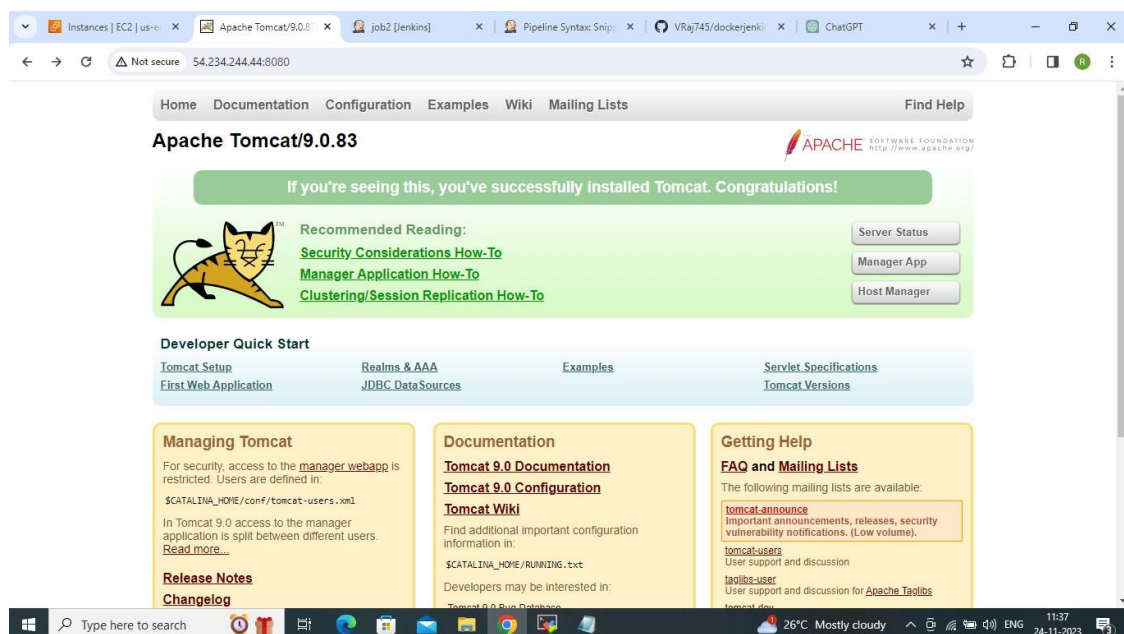 Instances | EC2 | us-e
Apache Tomcat/9.0.8
job2 [Jenkins]
Pipeline Syntax: Snip
VRaj745/dockerjenki
ChatGPT
Not secure 54.234.244.44:8080
R
Home Documentation Configuration Examples Wiki Mailing Lists Find Help
Apache Tomcat/9.0.83
THE APACHE SOFTWARE FOUNDATION
http://www.apache.org/
If you're seeing this, you've successfully installed Tomcat. Congratulations!
TM
Recommended Reading:
Security Considerations How-To
Manager Application How-To
Clustering/Session Replication How-To
Server Status
Manager App
Host Manager
Developer Quick Start
Tomcat Setup
First Web Application
Realms & AAA
JDBC DataSources
Examples
Servlet Specifications
Tomcat Versions
Managing Tomcat
For security, access to the manager webapp is
restricted. Users are defined in:
$CATALINA_HOME/conf/tomcat-users.xml
In Tomcat 9.0 access to the manager
application is split between different users.
Read more...
Release Notes
Changelog
Documentation
Tomcat 9.0 Documentation
Tomcat 9.0 Configuration
Tomcat Wiki
Find additional important configuration
information in:
$CATALINA_HOME/RUNNING.txt
Developers may be interested in:
Tomcat 9.0 Bug Database
Getting Help
FAQ and Mailing Lists
The following mailing lists are available:
tomcat-announce
Important announcements, releases, security
vulnerability notifications. (Low volume).
tomcat-users
User support and discussion
taglibs-user
User support and discussion for Apache Taglibs
tomcat-dev
Type here to search
26°C Mostly cloudy
ENG
11:37
24-11-2023
3